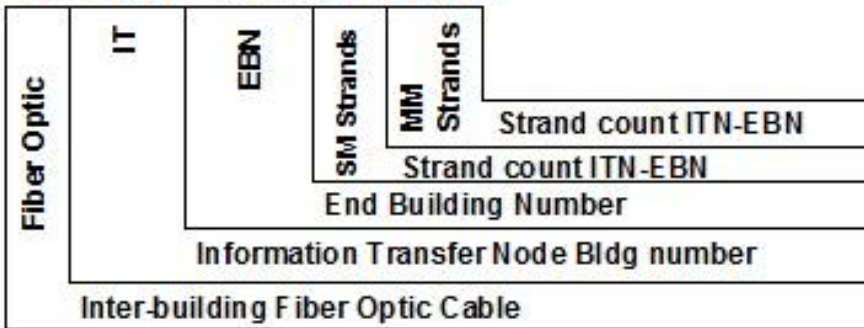 Fiber Optic
IT
EBN
SM Strands
MM
Strands
Strand count ITN-EBN
Strand count ITN-EBN
End Building Number
Information Transfer Node Bldg number
Inter-building Fiber Optic Cable